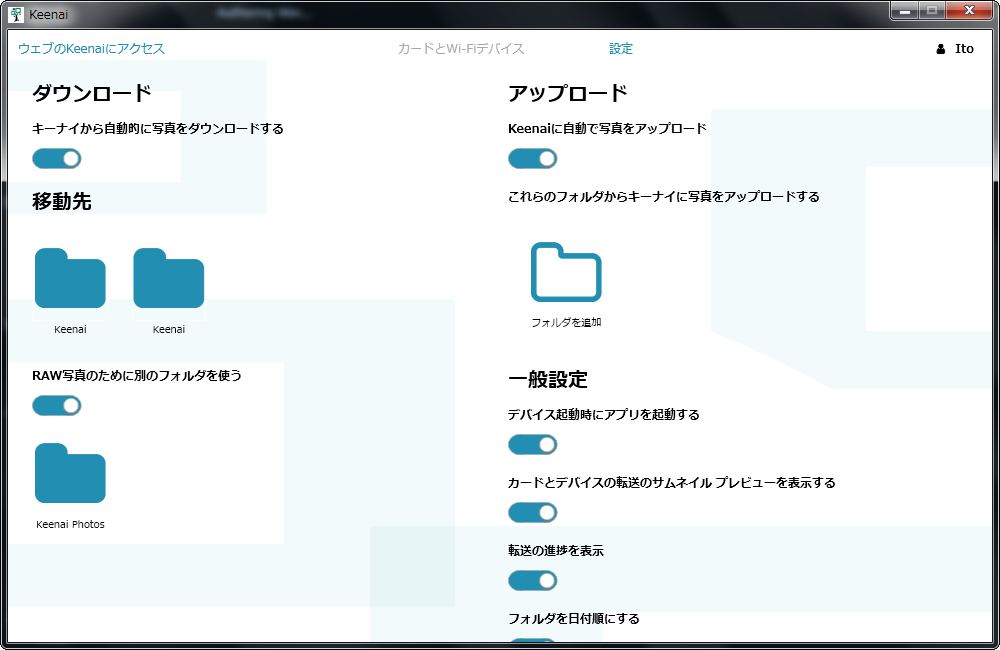 Keenai
ウェブのKeenaiにアクセス
カードとWi-Fiデバイス
設定
Ito
ダウンロード
キーナイから自動的に写真をダウンロードする
移動先
Keenai
Keenai
RAW写真のために別のフォルダを使う
Keenai Photos
アップロード
Keenaiに自動で写真をアップロード
これらのフォルダからキーナイに写真をアップロードする
フォルダを追加
一般設定
デバイス起動時にアプリを起動する
カードとデバイスの転送のサムネイル プレビューを表示する
転送の進捗を表示
フォルダを日付順にする